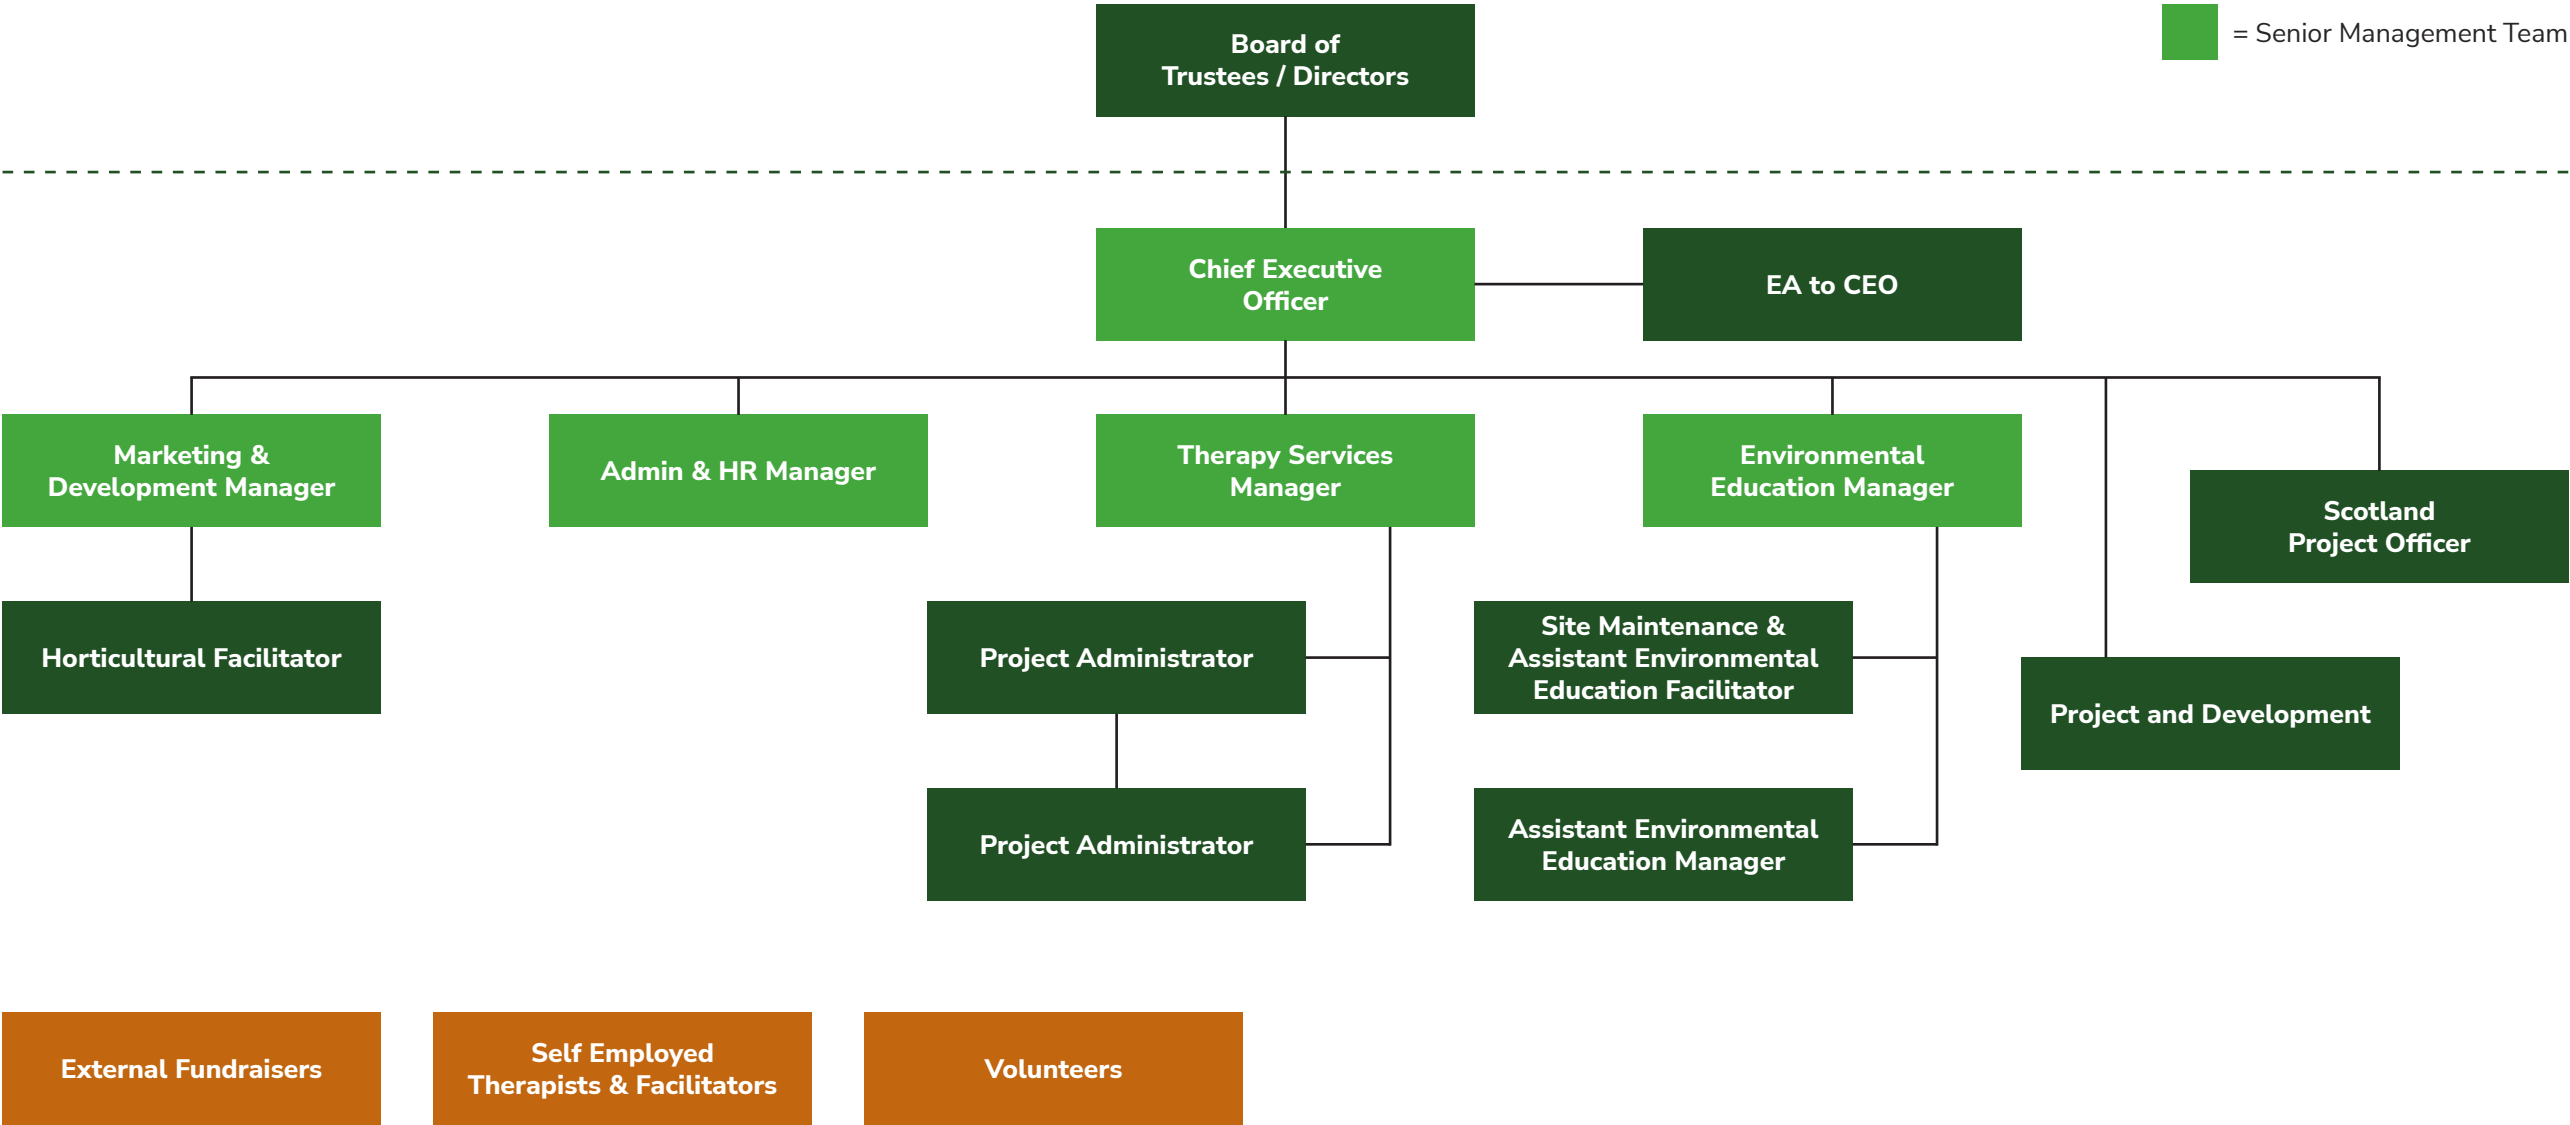 Board of
Trustees / Directors
= Senior Management Team
Chief Executive
Officer
EA to CEO
Marketing &
Development Manager
Admin & HR Manager
Therapy Services
Manager
Environmental
Education Manager
Scotland
Project Officer
Horticultural Facilitator
Project Administrator
Site Maintenance &
Assistant Environmental
Education Facilitator
Project and Development
Project Administrator
Assistant Environmental
Education Manager
External Fundraisers
Self Employed
Therapists & Facilitators
Volunteers